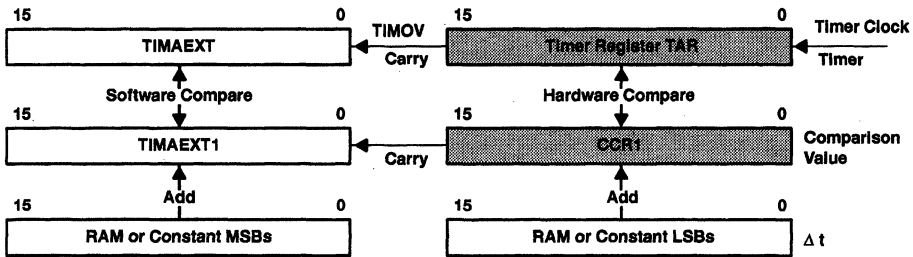 15 0 15 0
TIMAEXT TIMOV Timer Register TAR Timer Clock
Carry Timer
Software Compare Hardware Compare
15 0 15 0
TIMAEXT1 CCR1 Comparison
Carry Value
Add Add
15 0 15 0
RAM or Constant MSBs RAM or Constant LSBs Δ t